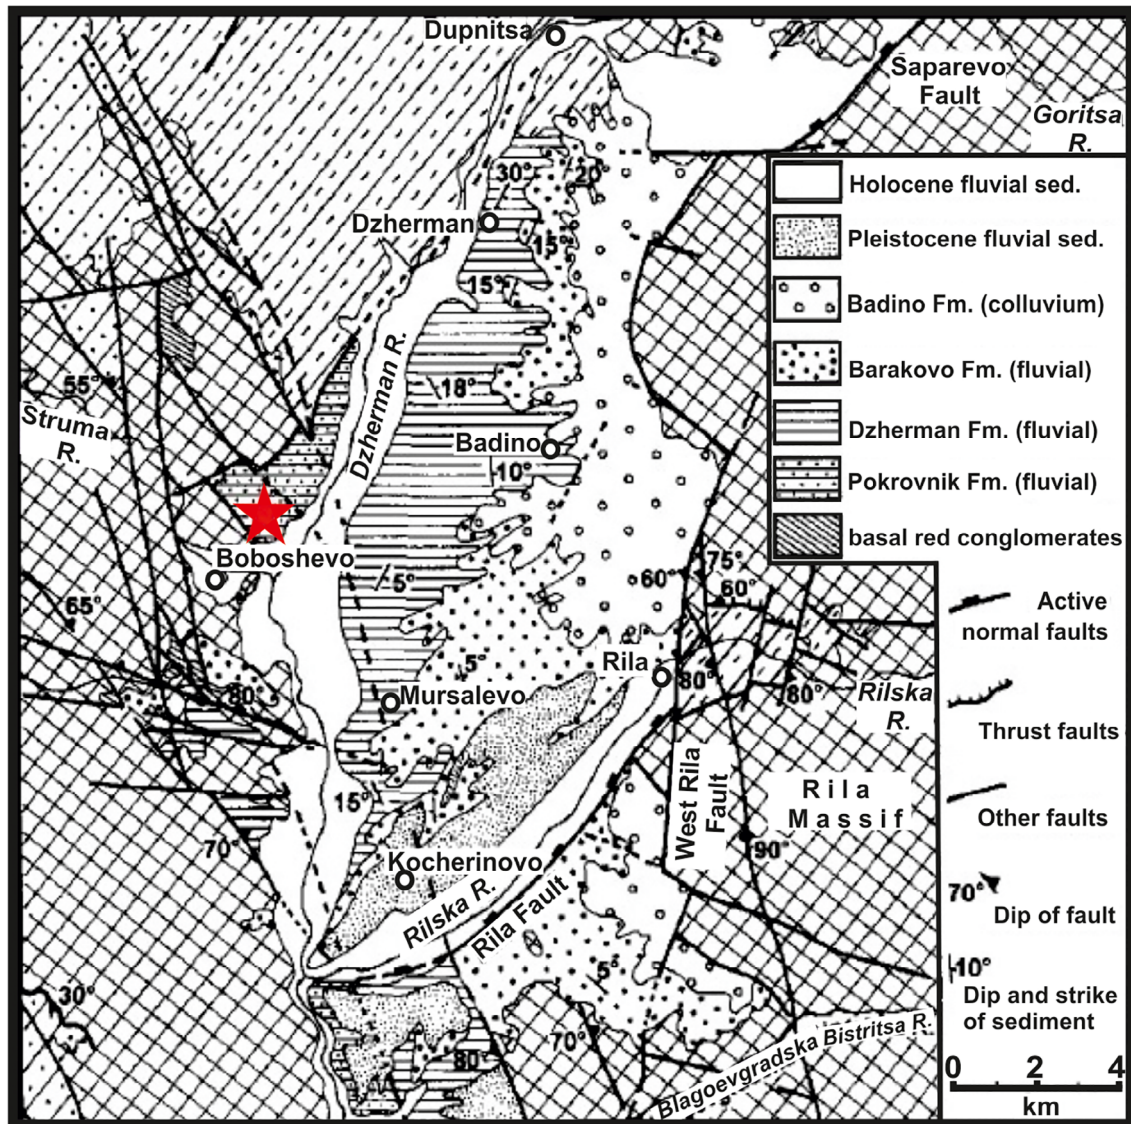 Dupnitsa
Saparevo
Fault
Goritsa
R.
30°
20
Dzherman
15°
15°
Dzherman R.
18°
55°
Struma
R.
Badino
10°
Boboshevo
5°
60°
75°
60°
65°
5°
Rila
80°
80°
80°
Rilska
R.
Mursalevo
15°
70°
West Rila
Fault
Rila
Massif
90°
Kocherinovo
Rilska R.
Rila Fault
5°
30°
80°
70°
Blagoevgradska Bistritsa R.
Holocene fluvial sed.
Pleistocene fluvial sed.
Badino Fm. (colluvium)
Barakovo Fm. (fluvial)
Dzherman Fm. (fluvial)
Pokrovnik Fm. (fluvial)
basal red conglomerates
Active
normal faults
Thrust faults
Other faults
70°
Dip of fault
10°
Dip and strike
of sediment
0 2 4
km